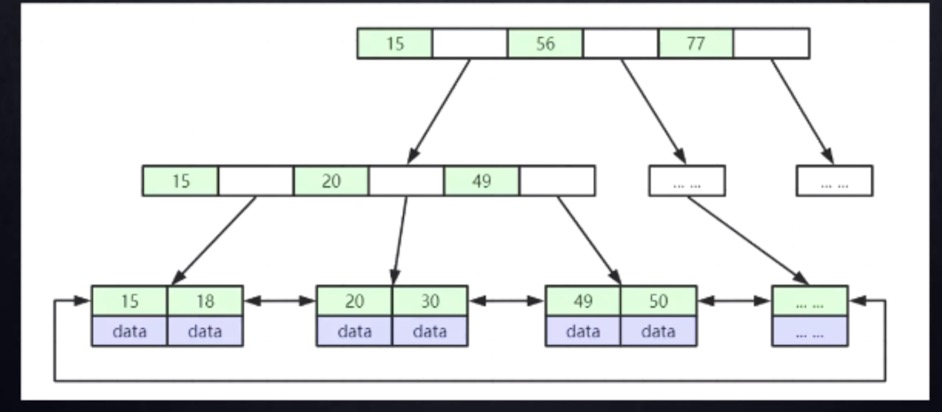 15 56 77
15 20 49 ... ... ... ...
15 18 20 30 49 50 ... ...
data data data data data data ... ...